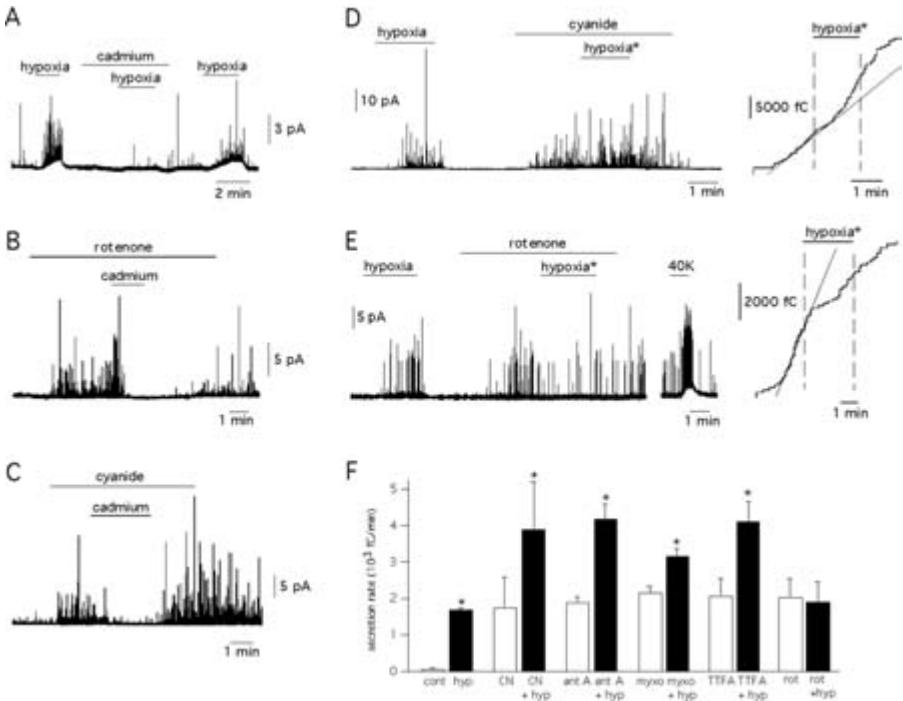 A
hypoxia
cadmium
hypoxia
hypoxia
3 pA
2 min
B
rotenone
cadmium
5 pA
1 min
C
cyanide
cadmium
5 pA
1 min
D
hypoxia
cyanide
hypoxia*
10 pA
1 min
hypoxia*
5000 fC
1 min
E
hypoxia
rotenone
hypoxia*
40K
5 pA
1 min
hypoxia*
2000 fC
1 min
F
secretion rate (10³ fC/min)
5
4
3
2
1
0
* * * * *
cont hyp CN CN + hyp ant A ant A + hyp myxo myxo + hyp TTFA TTFA + hyp rot rot +hyp